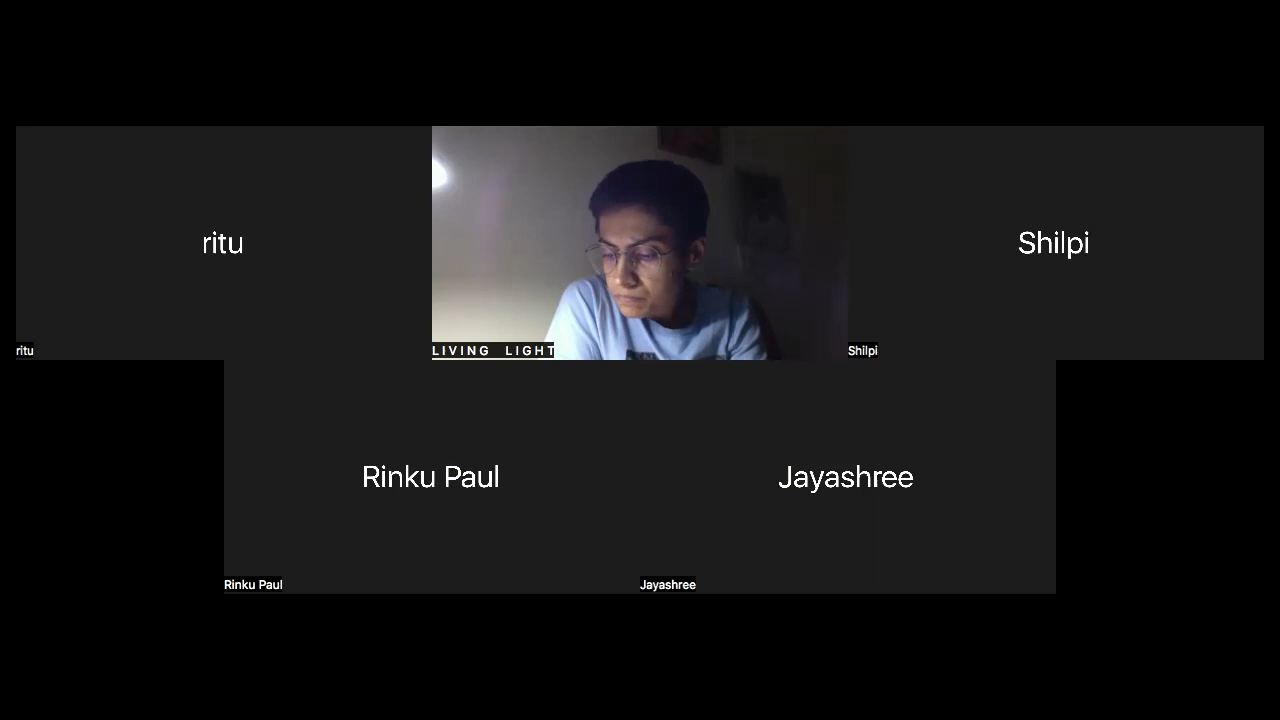 ritu
Shilpi
ritu
LIVING LIGHT
Shilpi
Rinku Paul
Jayashree
Rinku Paul
Jayashree